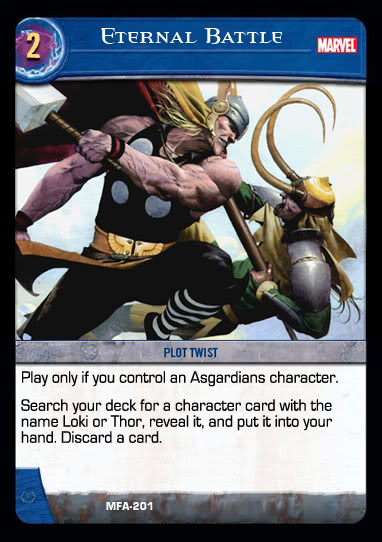 2
Eternal Battle
MARVEL
PLOT TWIST
Play only if you control an Asgardians character.
Search your deck for a character card with the
name Loki or Thor, reveal it, and put it into your
hand. Discard a card.
MFA-201